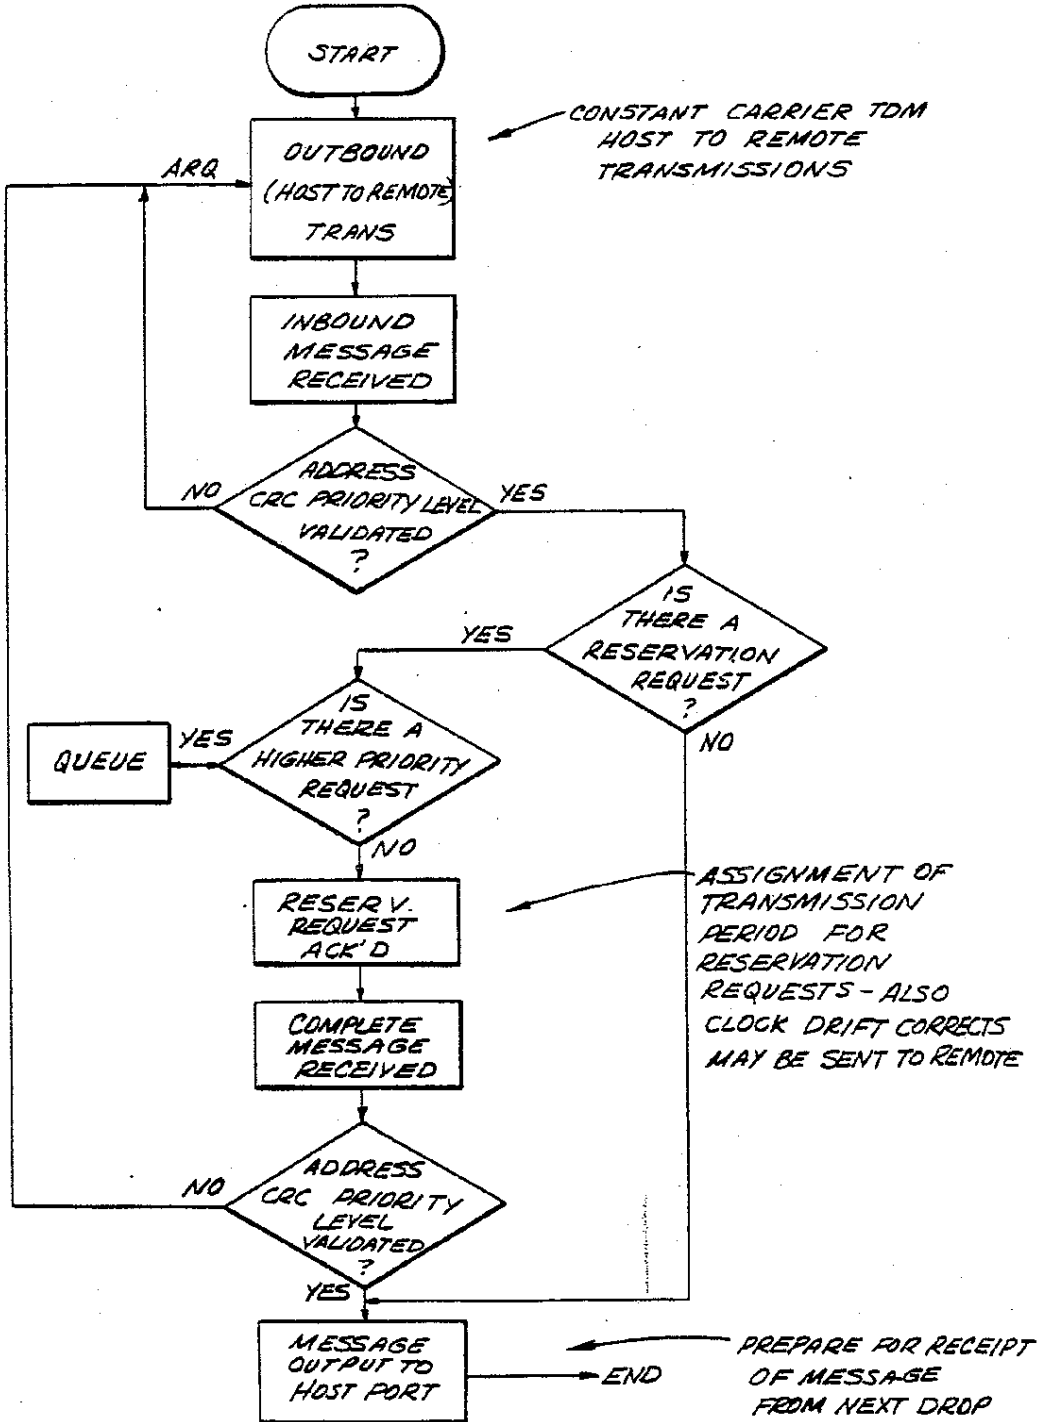 START
CONSTANT CARRIER TDM
HOST TO REMOTE
TRANSMISSIONS
ARQ
OUTBOUND
(HOST TO REMOTE)
TRANS
INBOUND
MESSAGE
RECEIVED
ADDRESS
CRC PRIORITY LEVEL
VALIDATED
?
NO
YES
IS
THERE A
RESERVATION
REQUEST
?
YES
NO
IS
THERE A
HIGHER PRIORITY
REQUEST
?
YES
QUEUE
NO
RESERV.
REQUEST
ACK'D
ASSIGNMENT OF
TRANSMISSION
PERIOD FOR
RESERVATION
REQUESTS - ALSO
CLOCK DRIFT CORRECTS
MAY BE SENT TO REMOTE
COMPLETE
MESSAGE
RECEIVED
ADDRESS
CRC PRIORITY
LEVEL
VALIDATED
?
NO
YES
MESSAGE
OUTPUT TO
HOST PORT
END
PREPARE FOR RECEIPT
OF MESSAGE
FROM NEXT DROP